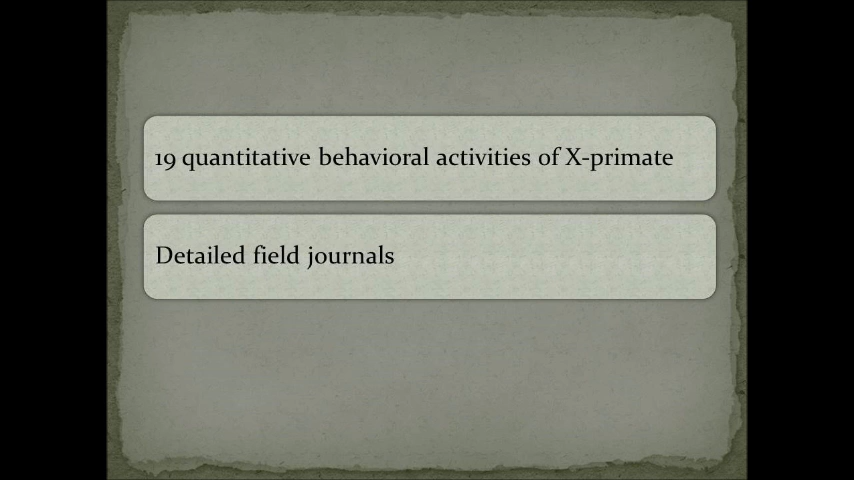 19 quantitative behavioral activities of X-primate
Detailed field journals